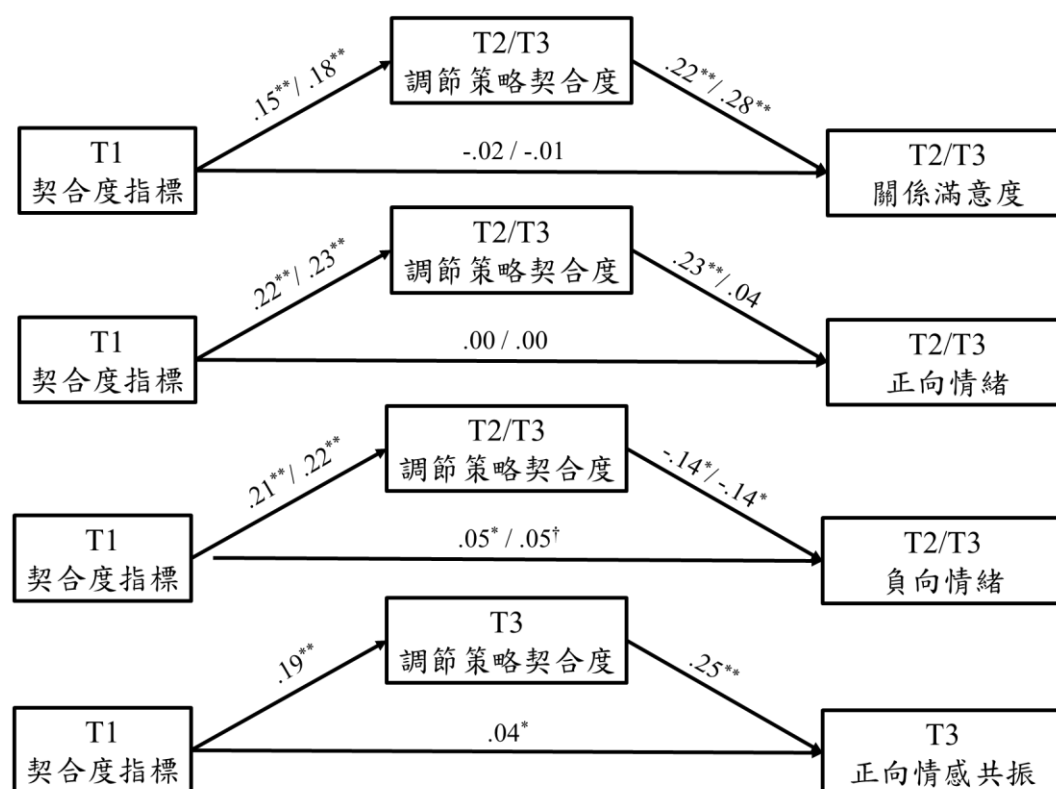 T2/T3
調節策略契合度
.15**/ .18**
.22**/ .28**
T1
契合度指標
-.02 / -.01
T2/T3
關係滿意度
T2/T3
調節策略契合度
.22**/ .23**
.23**/ .04
T1
契合度指標
.00 / .00
T2/T3
正向情緒
T2/T3
調節策略契合度
.21**/ .22**
-.14*/-.14*
T1
契合度指標
.05* / .05†
T2/T3
負向情緒
T3
調節策略契合度
.19**
.25**
T1
契合度指標
.04*
T3
正向情感共振